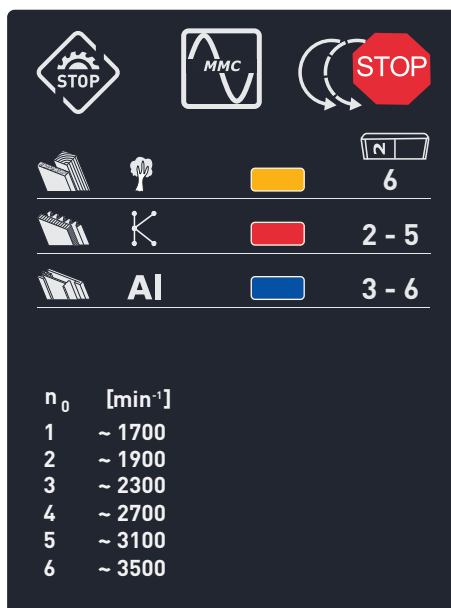 STOP MMC STOP
2
6
2 - 5
Al 3 - 6
n₀ [min⁻¹]
1 ~ 1700
2 ~ 1900
3 ~ 2300
4 ~ 2700
5 ~ 3100
6 ~ 3500